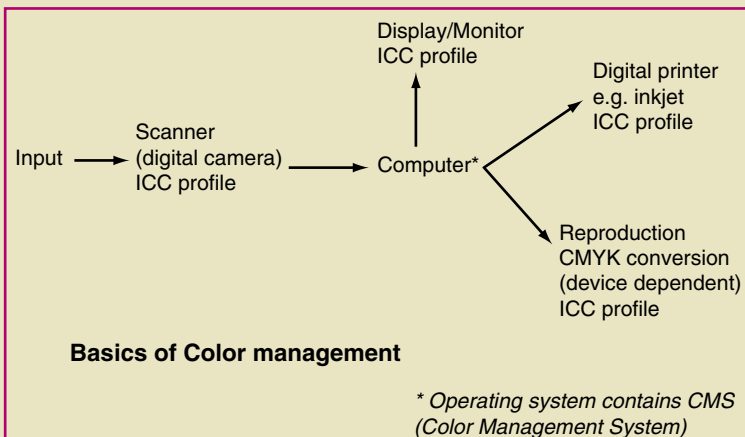 Display/Monitor
ICC profile
Digital printer
e.g. inkjet
ICC profile
Input
Scanner
(digital camera)
ICC profile
Computer*
Reproduction
CMYK conversion
(device dependent)
ICC profile
Basics of Color management
* Operating system contains CMS
(Color Management System)